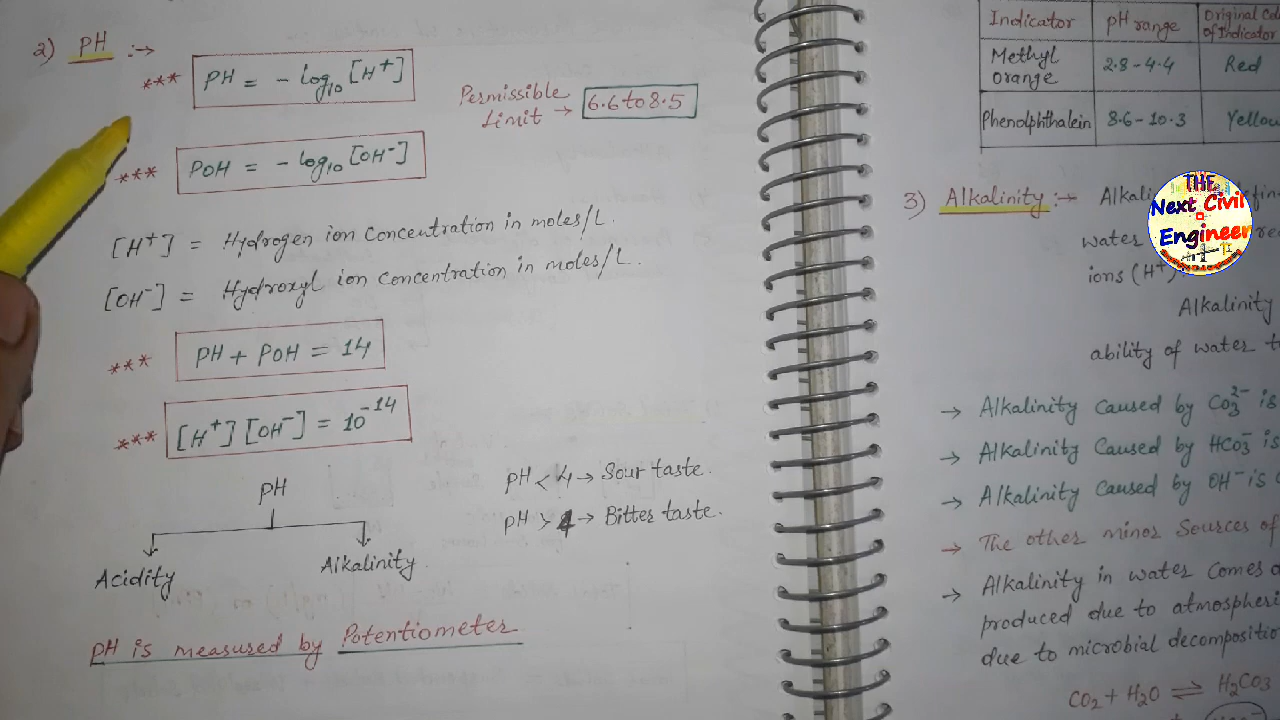 2) PH :→
*** PH = - log₁₀ [H⁺]
Permissible
Limit → 6.6 to 8.5
*** POH = - log₁₀ [OH⁻]
[H⁺] = Hydrogen ion Concentration in moles/L.
[OH⁻] = Hydroxyl ion Concentration in moles/L.
*** PH + POH = 14
*** [H⁺] [OH⁻] = 10⁻¹⁴
PH
Acidity Alkalinity
pH < 4 → Sour taste.
pH > 4 → Bitter taste.
pH is measured by Potentiometer
Indicator pH range Original
of Indicator
Methyl
orange 2.8 - 4.4 Red
Phenolphthalein 8.6 - 10.3 Yellow
3) Alkalinity :→
water
ions (H⁺)
Alkalinity
ability of water
→ Alkalinity Caused by CO₃²⁻ is
→ Alkalinity Caused by HCO₃⁻ is
→ Alkalinity Caused by OH⁻ is
→ The other minor Sources of
→ Alkalinity in water Comes
produced due to
due to microbial
CO₂ + H₂O ⇌ H₂CO₃
THE
Next Civil
Engineer